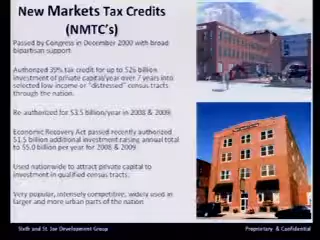 New Markets Tax Credits
(NMTC's)
Passed by Congress in December 2000 with broad
bipartisan support.
Authorized 39% tax credit for up to $26 billion
investment of private capital/year over 7 years into
selected low income or "distressed" census tracts
through the nation.
Re-authorized for $3.5 billion/year in 2008 & 2009.
Economic Recovery Act passed recently authorized
$1.5 billion additional investment raising annual total
to $5.0 billion per year for 2008 & 2009.
Used nationwide to attract private capital to
investment in qualified census tracts.
Very popular, intensely competitive, widely used in
larger and more urban parts of the nation.
Sixth and St. Joe Development Group
Proprietary & Confidential